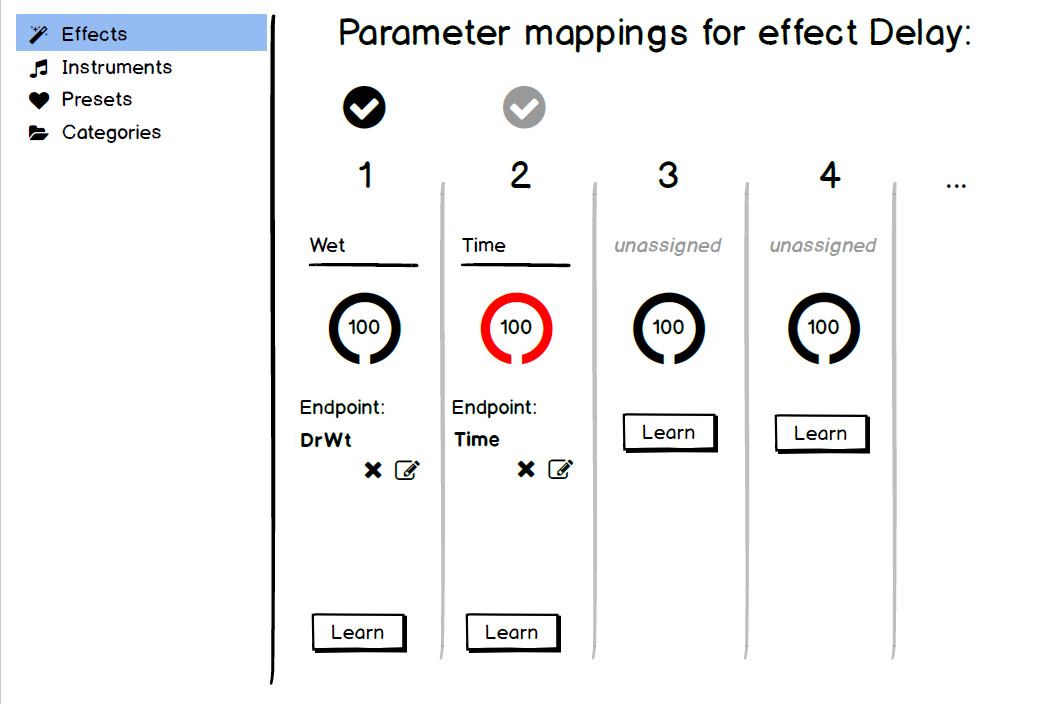 Effects
Instruments
Presets
Categories
Parameter mappings for effect Delay:
1 2 3 4 ...
Wet Time unassigned unassigned
100 100 100 100
Endpoint: Endpoint:
DrWt Time
Learn Learn
Learn Learn